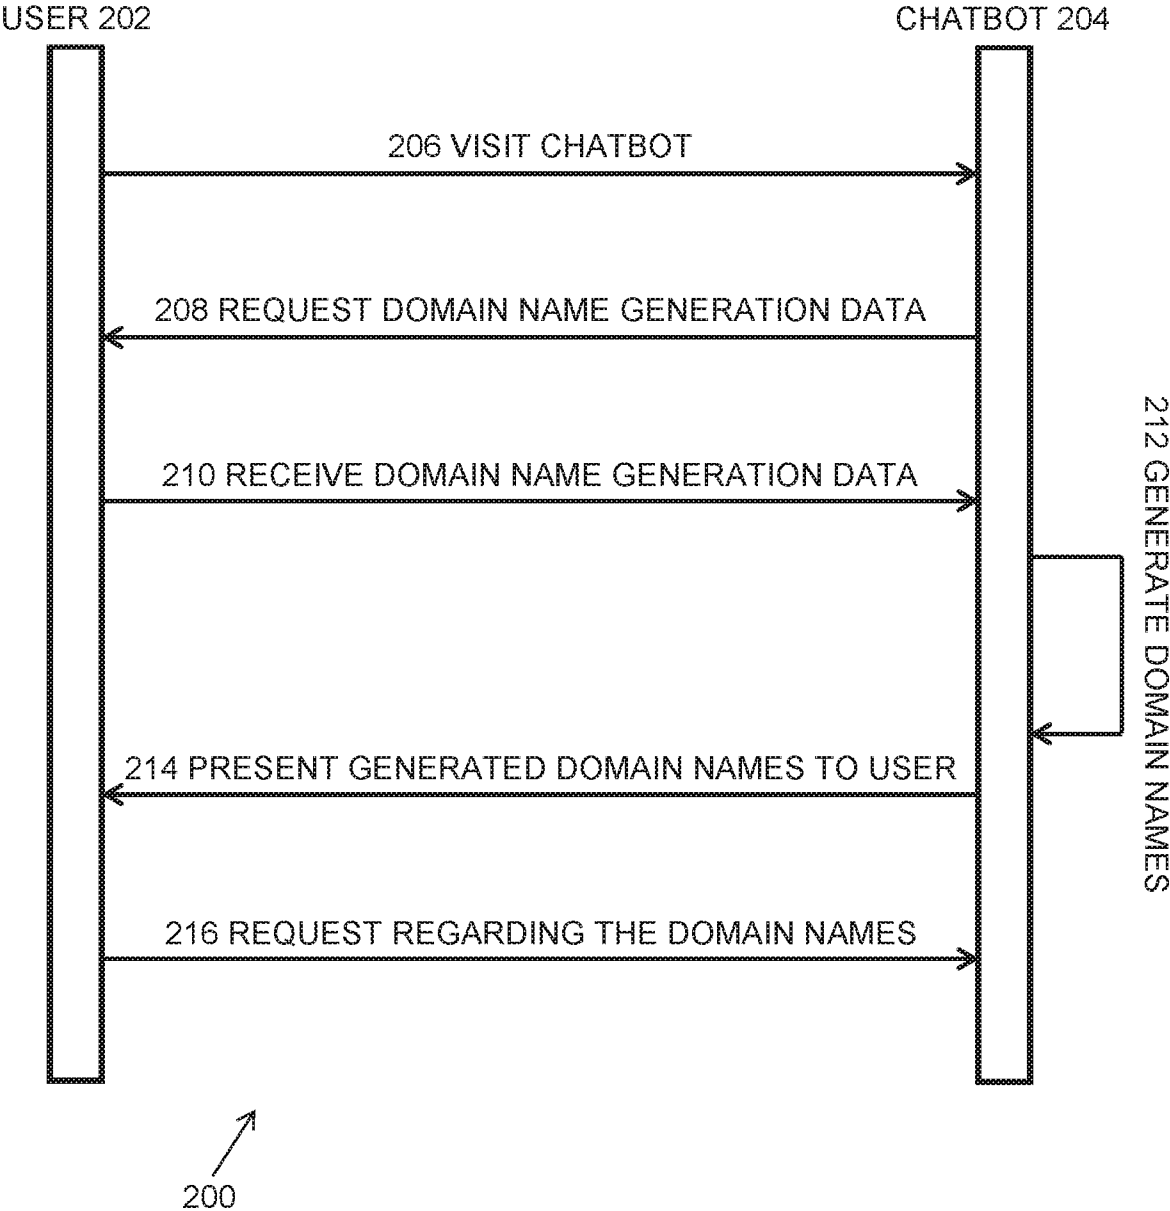 USER 202
CHATBOT 204
206 VISIT CHATBOT
208 REQUEST DOMAIN NAME GENERATION DATA
210 RECEIVE DOMAIN NAME GENERATION DATA
212 GENERATE DOMAIN NAMES
214 PRESENT GENERATED DOMAIN NAMES TO USER
216 REQUEST REGARDING THE DOMAIN NAMES
200